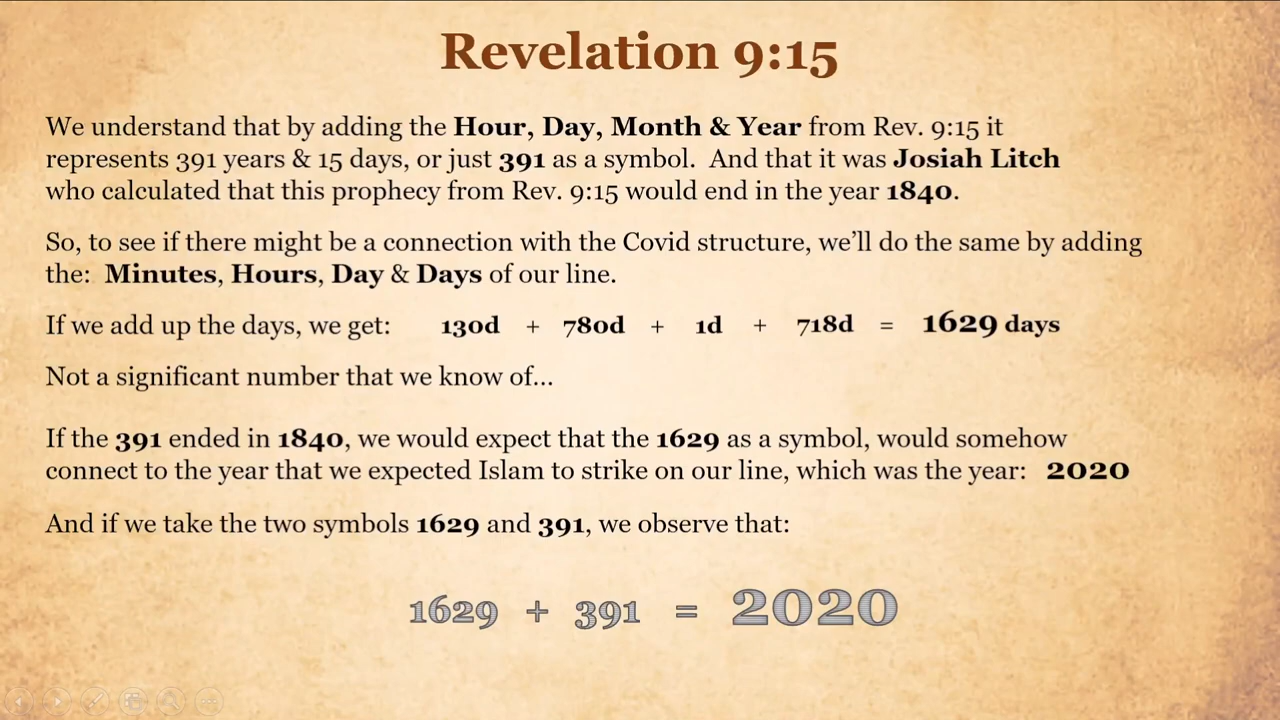 Revelation 9:15
We understand that by adding the Hour, Day, Month & Year from Rev. 9:15 it
represents 391 years & 15 days, or just 391 as a symbol. And that it was Josiah Litch
who calculated that this prophecy from Rev. 9:15 would end in the year 1840.
So, to see if there might be a connection with the Covid structure, we'll do the same by adding
the: Minutes, Hours, Day & Days of our line.
If we add up the days, we get: 130d + 780d + 1d + 718d = 1629 days
Not a significant number that we know of...
If the 391 ended in 1840, we would expect that the 1629 as a symbol, would somehow
connect to the year that we expected Islam to strike on our line, which was the year: 2020
And if we take the two symbols 1629 and 391, we observe that:
1629 + 391 = 2020